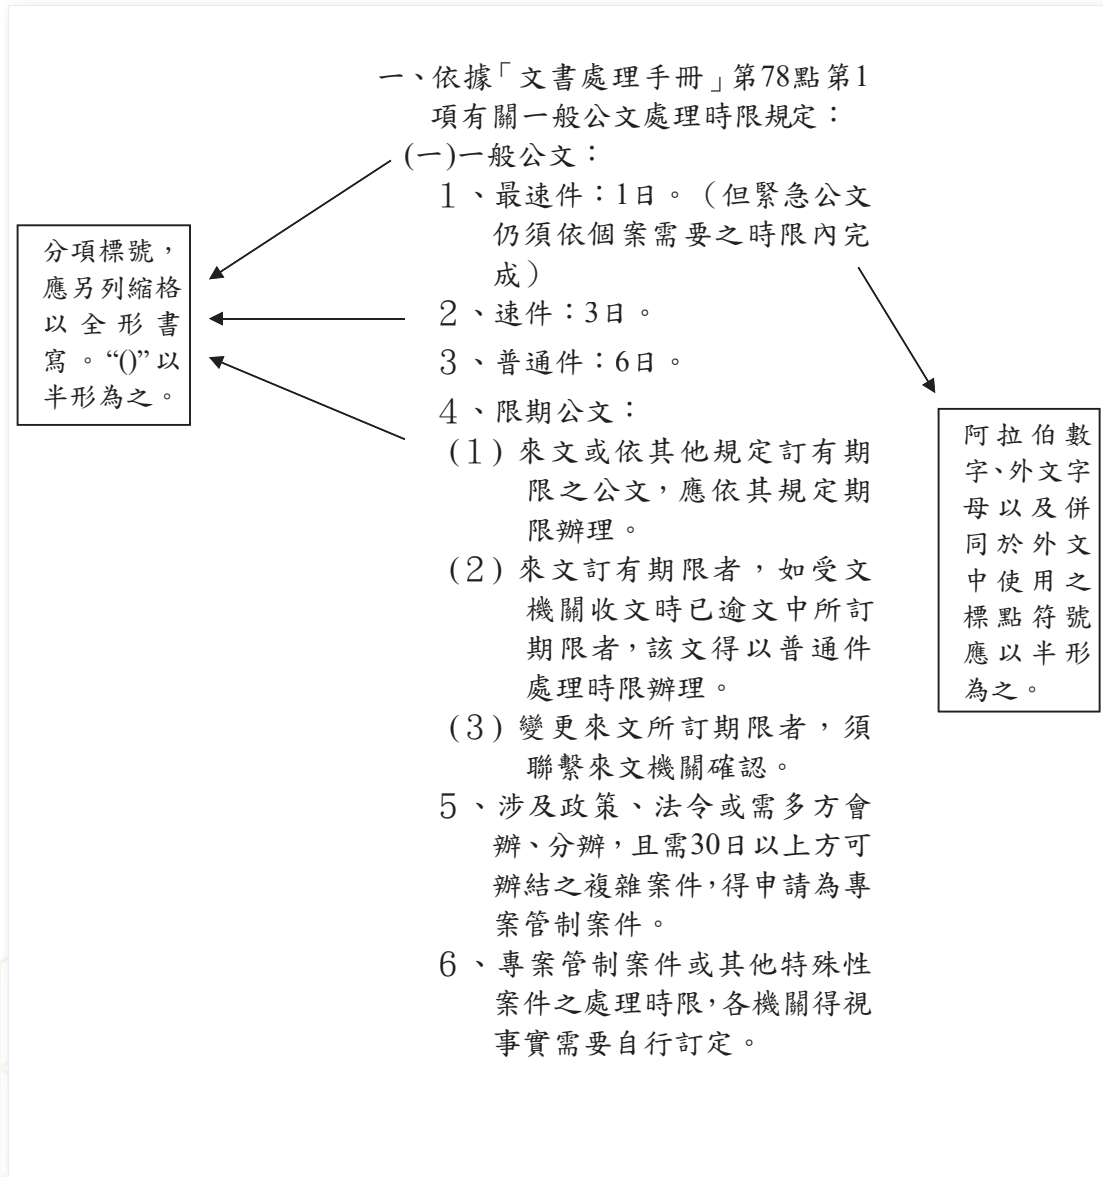 一、依據「文書處理手冊」第78點第1
項有關一般公文處理時限規定：
(一)一般公文：
１、最速件：1日。（但緊急公文
仍須依個案需要之時限內完
成）
２、速件：3日。
３、普通件：6日。
４、限期公文：
(１)來文或依其他規定訂有期
限之公文，應依其規定期
限辦理。
(２)來文訂有期限者，如受文
機關收文時已逾文中所訂
期限者，該文得以普通件
處理時限辦理。
(３)變更來文所訂期限者，須
聯繫來文機關確認。
５、涉及政策、法令或需多方會
辦、分辦，且需30日以上方可
辦結之複雜案件，得申請為專
案管制案件。
６、專案管制案件或其他特殊性
案件之處理時限，各機關得視
事實需要自行訂定。
分項標號，
應另列縮格
以全形書
寫。“()”以
半形為之。
阿拉伯數
字、外文字
母以及併
同於外文
中使用之
標點符號
應以半形
為之。